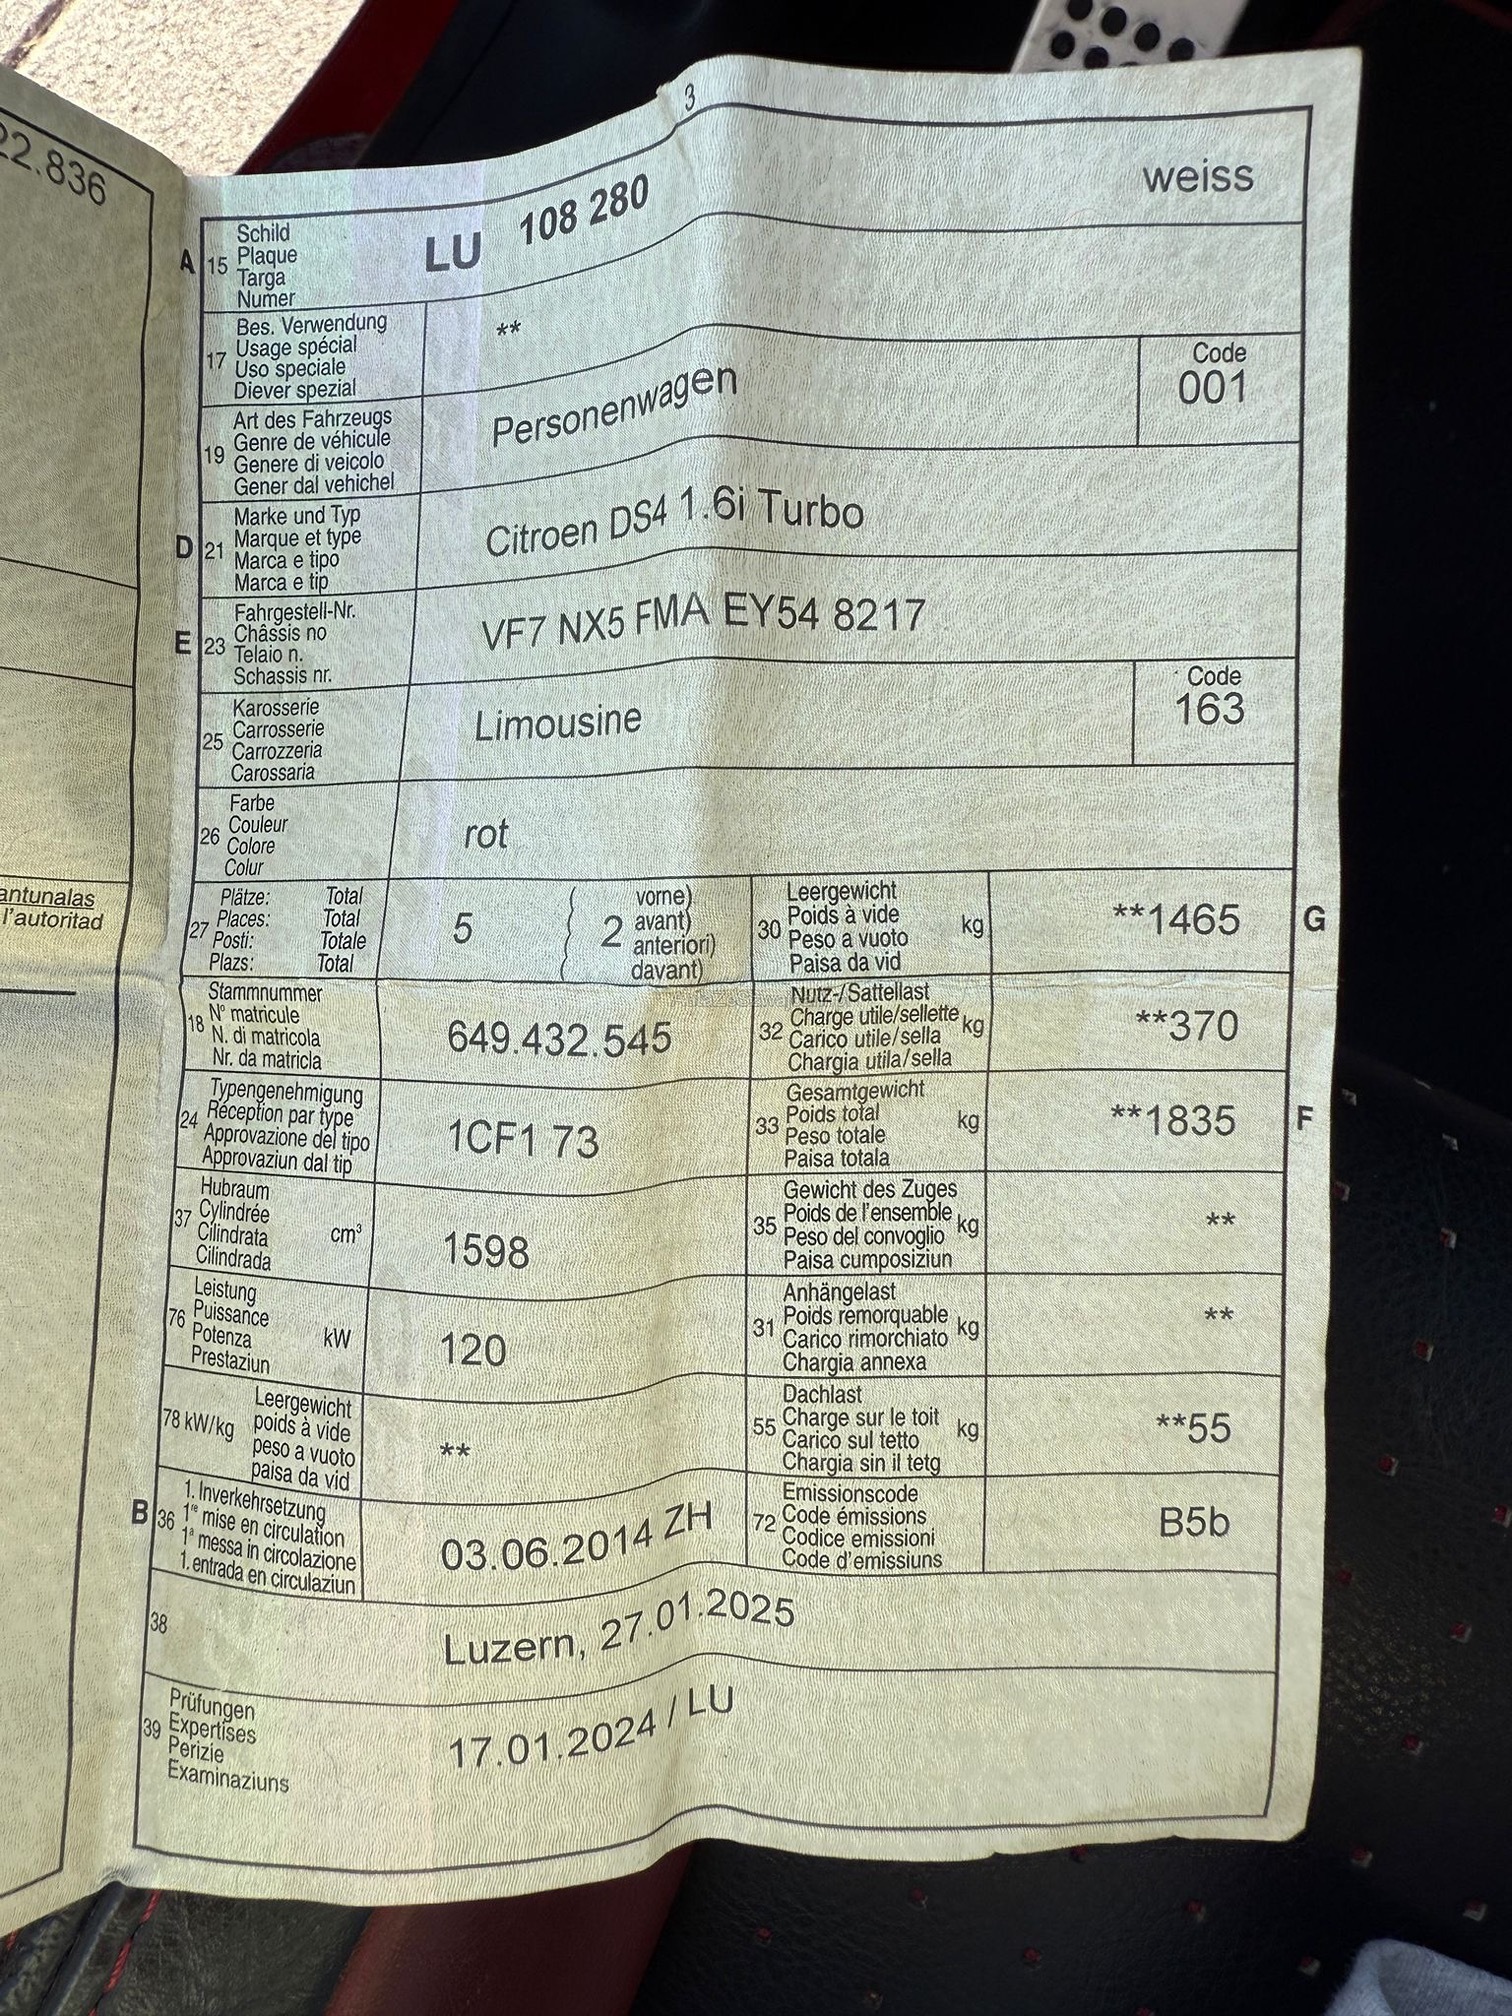 22.836
antunalas
l'autoritad
3
A 15 Schild
Plaque
Targa
Numer
LU 108 280 weiss
17 Bes. Verwendung
Usage spécial
Uso speciale
Diever spezial
**
19 Art des Fahrzeugs
Genre de véhicule
Genere di veicolo
Gener dal vehichel
Personenwagen
Code
001
D 21 Marke und Typ
Marque et type
Marca e tipo
Marca e tip
Citroen DS4 1.6i Turbo
E 23 Fahrgestell-Nr.
Châssis no
Telaio n.
Schassis nr.
VF7 NX5 FMA EY54 8217
25 Karosserie
Carrosserie
Carrozzeria
Carossaria
Limousine
Code
163
26 Farbe
Couleur
Colore
Colur
rot
27 Plätze: Total
Places: Total
Posti: Totale
Plazs: Total
5
( 2 vorne)
avant)
anteriori)
davant)
30 Leergewicht
Poids à vide
Peso a vuoto
Paisa da vid
kg
**1465 G
18 Stammnummer
N° matricule
N. di matricola
Nr. da matricla
649.432.545
32 Nutz-/Sattellast
Charge utile/sellette
Carico utile/sella
Chargia utila/sella
kg
**370
24 Typengenehmigung
Réception par type
Approvazione del tipo
Approvaziun dal tip
1CF1 73
33 Gesamtgewicht
Poids total
Peso totale
Paisa totala
kg
**1835 F
37 Hubraum
Cylindrée
Cilindrata
Cilindrada
cm³
1598
35 Gewicht des Zuges
Poids de l'ensemble
Peso del convoglio
Paisa cumposiziun
kg
**
76 Leistung
Puissance
Potenza
Prestaziun
kW
120
31 Anhängelast
Poids remorquable
Carico rimorchiato
Chargia annexa
kg
**
78 kW/kg Leergewicht
poids à vide
peso a vuoto
paisa da vid
**
55 Dachlast
Charge sur le toit
Carico sul tetto
Chargia sin il tetg
kg
**55
B 36 1. Inverkehrsetzung
1re mise en circulation
1a messa in circolazione
1. entrada en circulaziun
03.06.2014 ZH
72 Emissionscode
Code émissions
Codice emissioni
Code d'emissiuns
B5b
38
Luzern, 27.01.2025
39 Prüfungen
Expertises
Perizie
Examinaziuns
17.01.2024 / LU